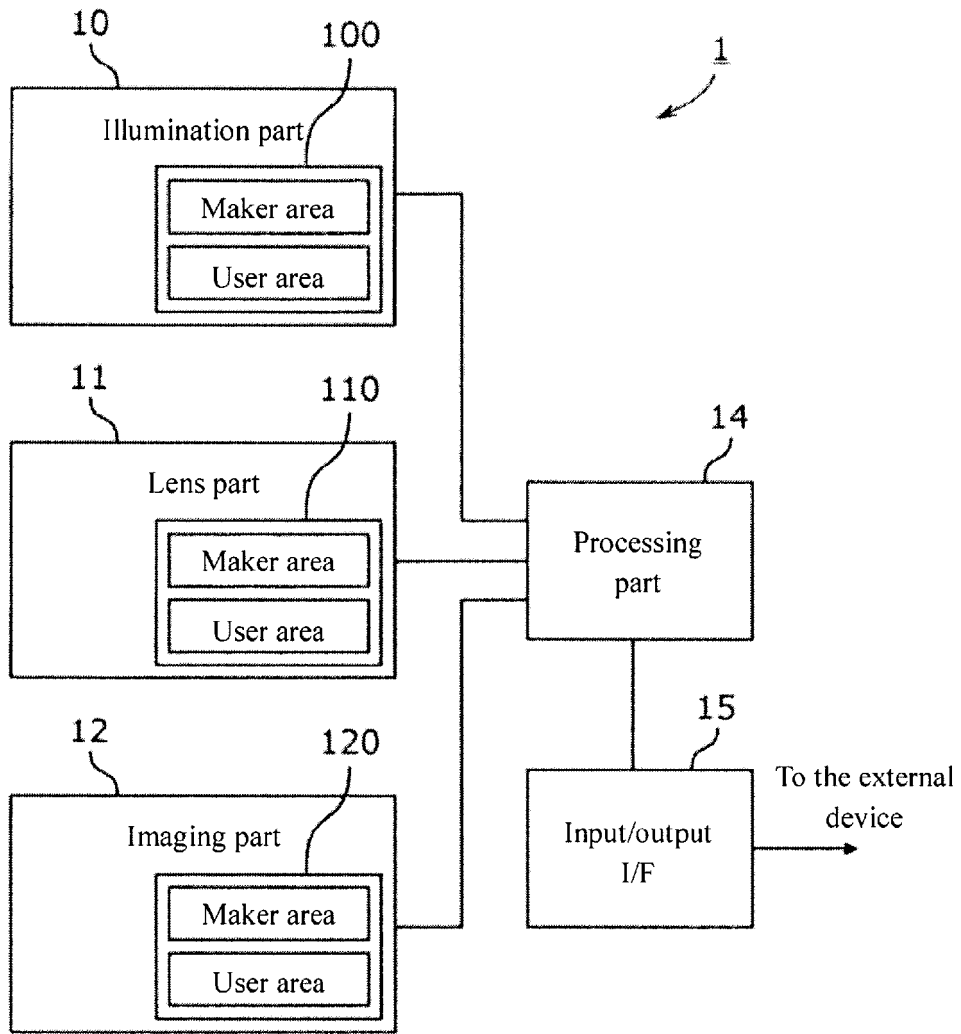 10
100
1
Illumination part
Maker area
User area
11
110
Lens part
Maker area
User area
14
Processing
part
12
120
Imaging part
Maker area
User area
15
Input/output
I/F
To the external
device